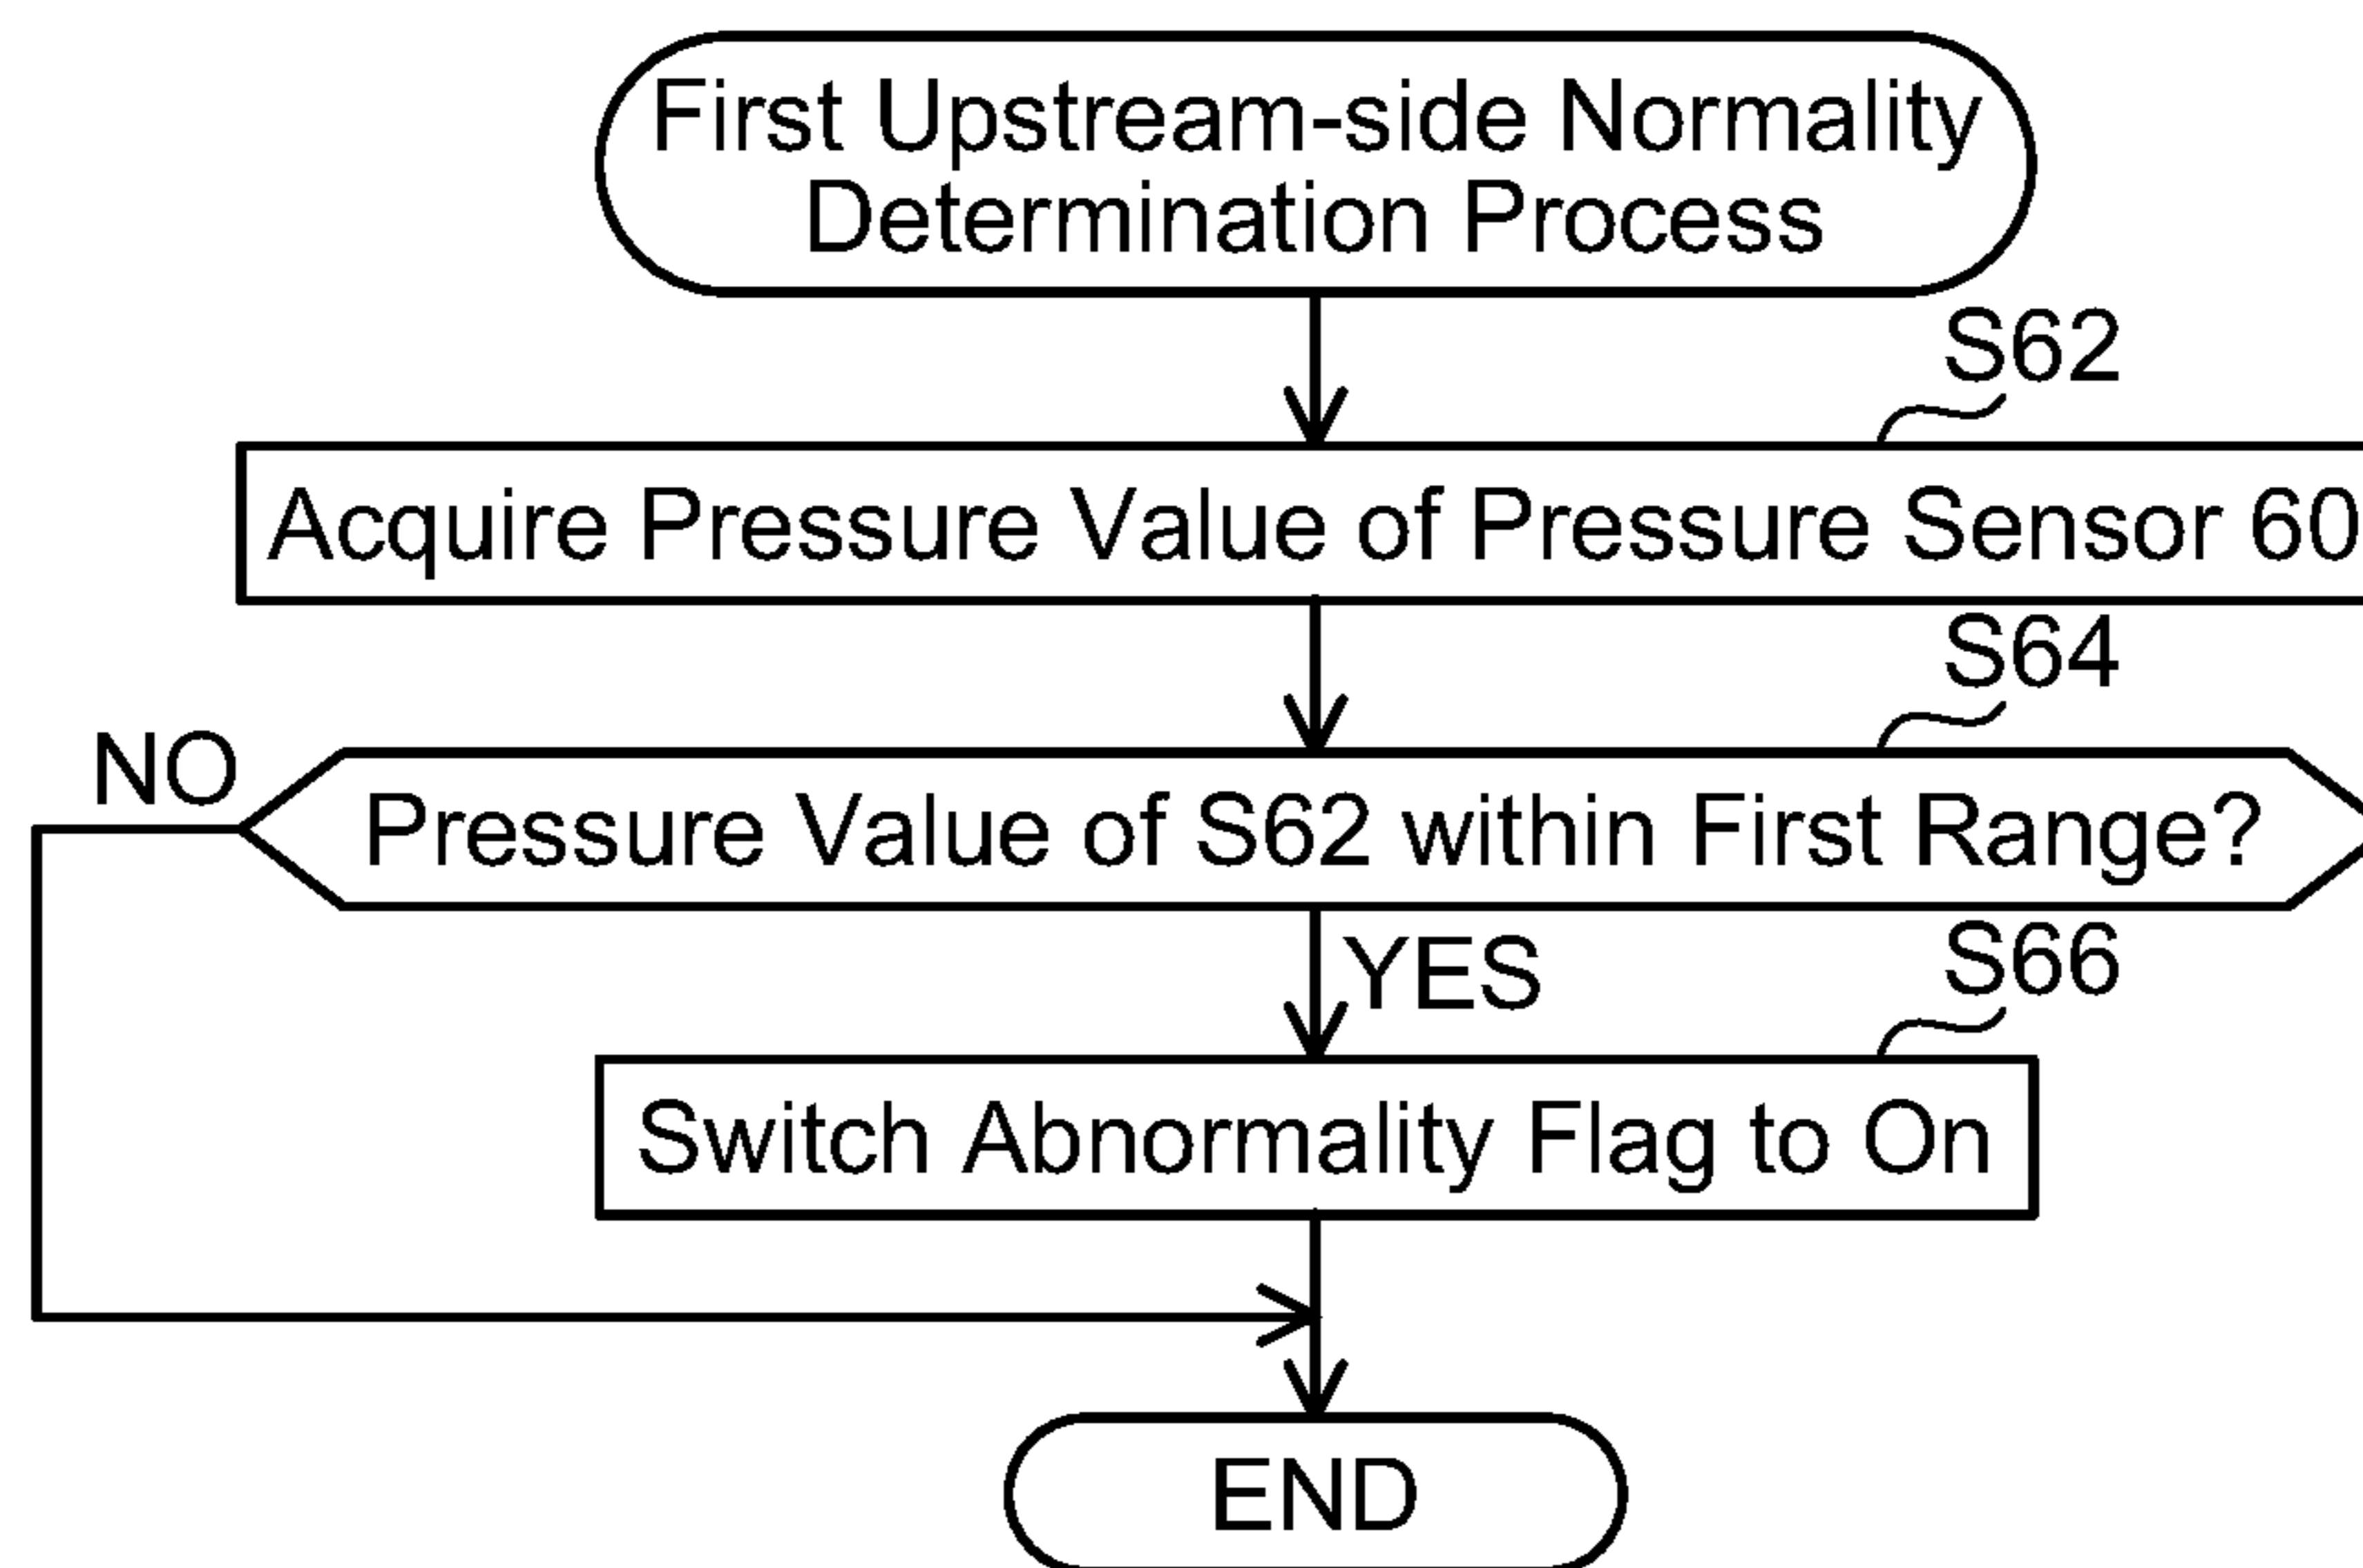 First Upstream-side Normality
Determination Process
S62
Acquire Pressure Value of Pressure Sensor 60
S64
NO
Pressure Value of S62 within First Range?
YES
S66
Switch Abnormality Flag to On
END